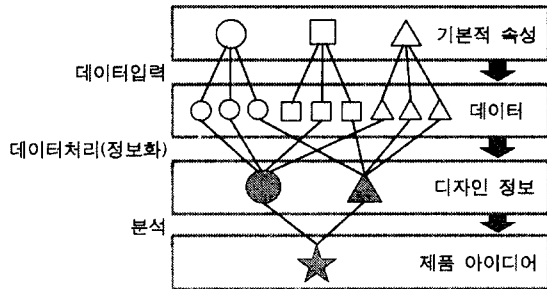 기본적 속성
데이터입력
데이터
데이터처리(정보화)
디자인 정보
분석
제품 아이디어